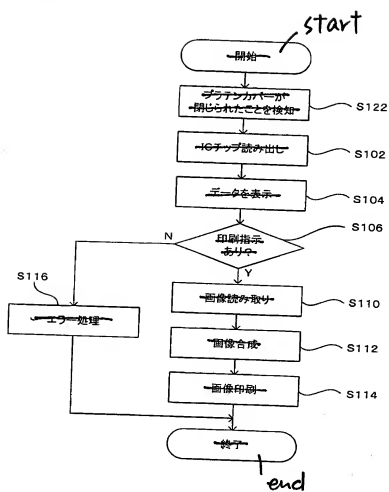 start
開始
プラテンカバーが
閉じられたことを検知
S122
ICチップ読み出し
S102
データを表示
S104
S106
印刷指示
あり?
N
Y
S116
エラー処理
画像読み取り
S110
画像合成
S112
画像印刷
S114
終了
end